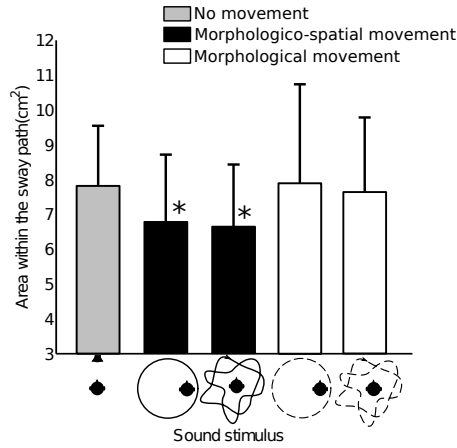 No movement
Morphologico-spatial movement
Morphological movement
Area within the sway path(cm²)
12
11
10
9
8
7
6
5
4
3
*
*
Sound stimulus